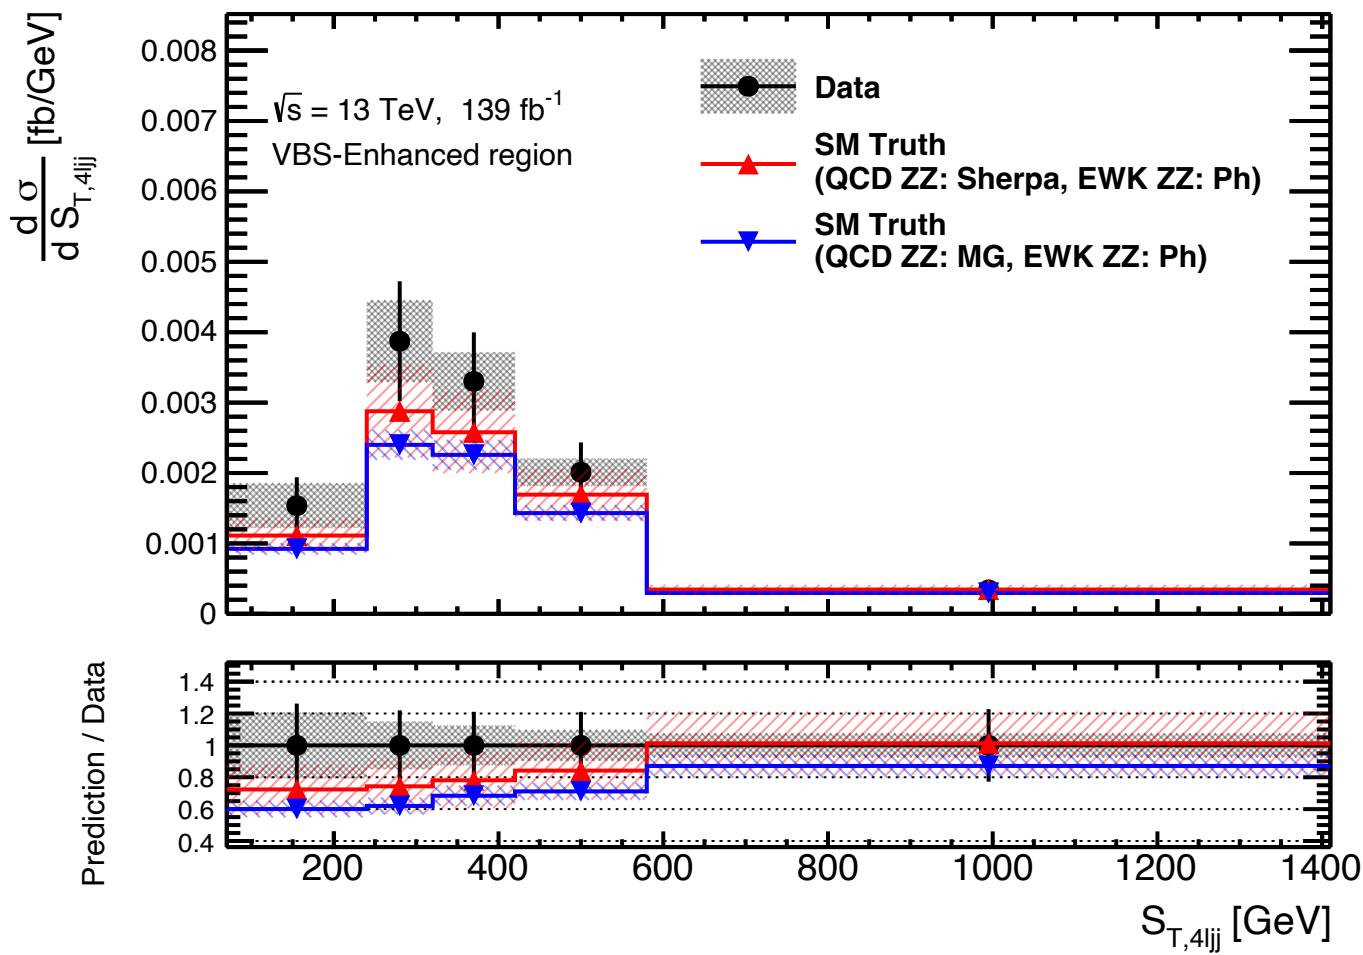 d σ
d S_T,4ljj [fb/GeV]
0.008
0.007
0.006
0.005
0.004
0.003
0.002
0.001
0
√s = 13 TeV, 139 fb⁻¹
VBS-Enhanced region
Data
SM Truth
(QCD ZZ: Sherpa, EWK ZZ: Ph)
SM Truth
(QCD ZZ: MG, EWK ZZ: Ph)
Prediction / Data
1.4
1.2
1
0.8
0.6
0.4
200 400 600 800 1000 1200 1400
S_T,4ljj [GeV]